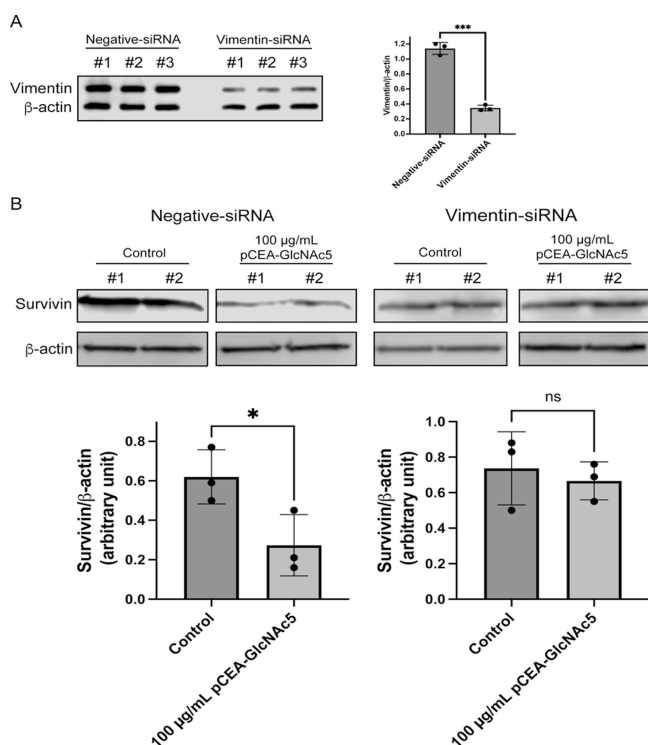 A
Negative-siRNA Vimentin-siRNA
#1 #2 #3 #1 #2 #3
Vimentin
β-actin
***
Vimentin/β-actin
1.2
1.0
0.8
0.6
0.4
0.2
0.0
Negative-siRNA
Vimentin-siRNA
B
Negative-siRNA Vimentin-siRNA
Control 100 µg/mL pCEA-GlcNAc5 Control 100 µg/mL pCEA-GlcNAc5
#1 #2 #1 #2 #1 #2 #1 #2
Survivin
β-actin
*
Survivin/β-actin
(arbitrary unit)
0.8
0.6
0.4
0.2
0.0
Control
100 µg/mL pCEA-GlcNAc5
ns
Survivin/β-actin
(arbitrary unit)
1.0
0.8
0.6
0.4
0.2
0.0
Control
100 µg/mL pCEA-GlcNAc5